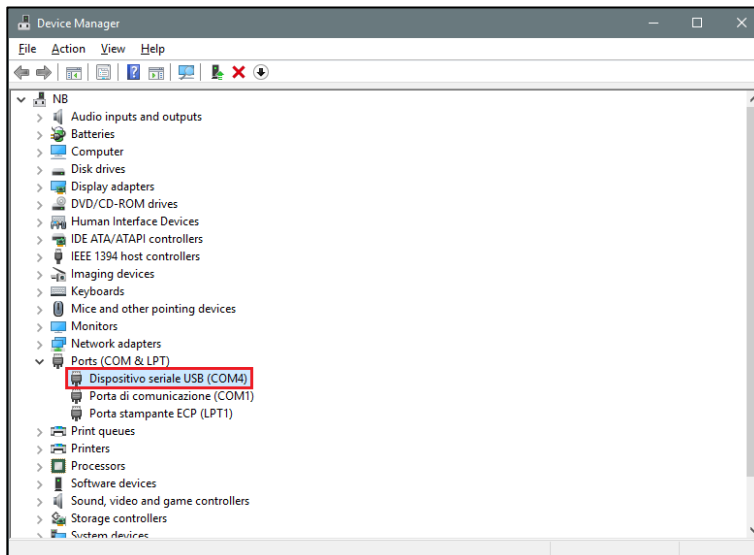 Device Manager
File Action View Help
NB
Audio inputs and outputs
Batteries
Computer
Disk drives
Display adapters
DVD/CD-ROM drives
Human Interface Devices
IDE ATA/ATAPI controllers
IEEE 1394 host controllers
Imaging devices
Keyboards
Mice and other pointing devices
Monitors
Network adapters
Ports (COM & LPT)
Dispositivo seriale USB (COM4)
Porta di comunicazione (COM1)
Porta stampante ECP (LPT1)
Print queues
Printers
Processors
Software devices
Sound, video and game controllers
Storage controllers
System devices